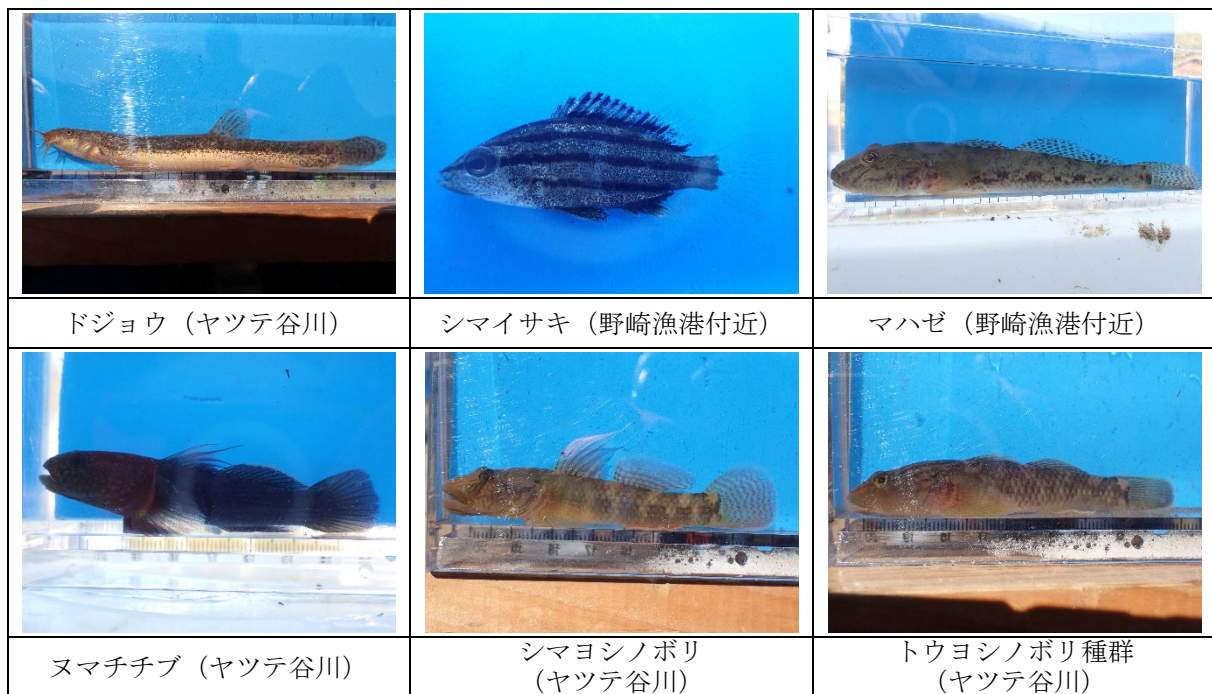 ドジョウ（ヤツテ谷川）
シマイサキ（野崎漁港付近）
マハゼ（野崎漁港付近）
ヌマチチブ（ヤツテ谷川）
シマヨシノボリ
（ヤツテ谷川）
トウヨシノボリ種群
（ヤツテ谷川）